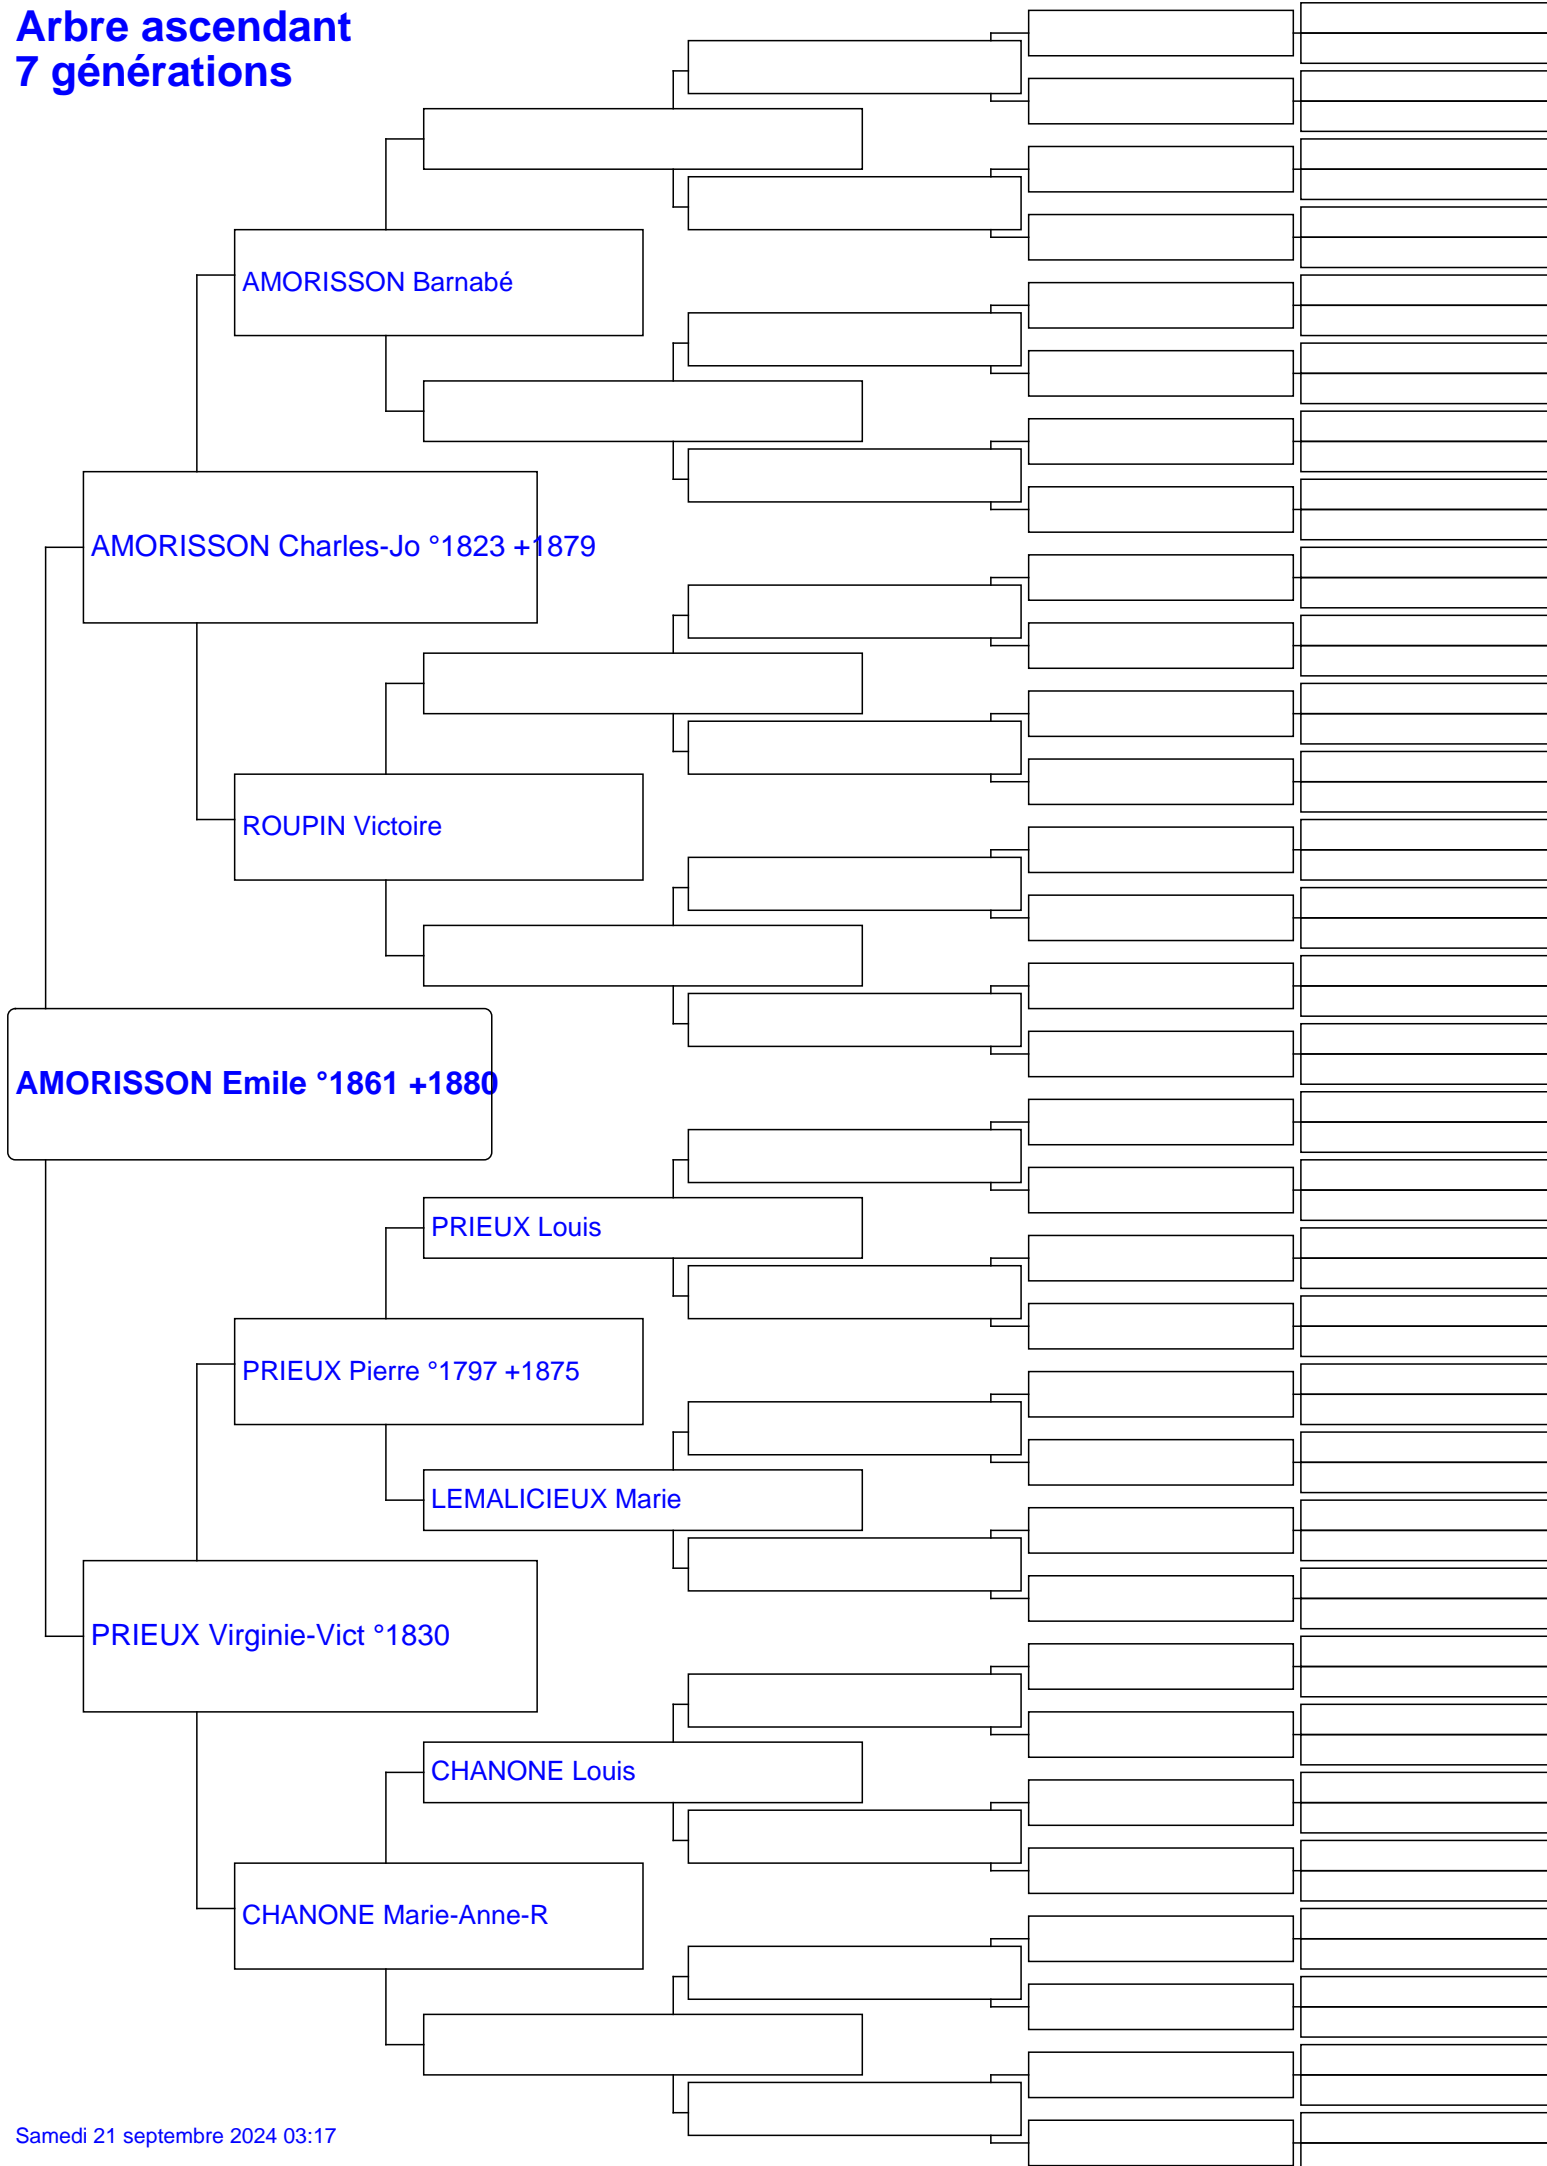 Arbre ascendant
7 générations
AMORISSON Barnabé
AMORISSON Charles-Jo °1823 +1879
ROUPIN Victoire
AMORISSON Emile °1861 +1880
PRIEUX Louis
PRIEUX Pierre °1797 +1875
LEMALICIEUX Marie
PRIEUX Virginie-Vict °1830
CHANONE Louis
CHANONE Marie-Anne-R
Samedi 21 septembre 2024 03:17